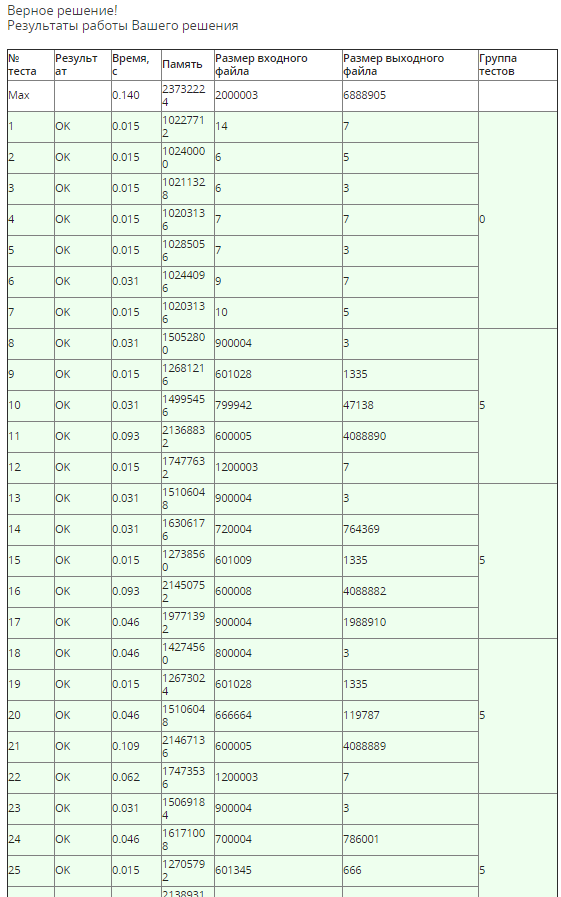 Верное решение!
Результаты работы Вашего решения
№ теста Результат Время, с Память Размер входного файла Размер выходного файла Группа тестов
Max 0.140 23732224 2000003 6888905
1 OK 0.015 10227712 14 7
2 OK 0.015 10240000 6 5
3 OK 0.015 10211328 6 3
4 OK 0.015 10203136 7 7 0
5 OK 0.015 10285056 7 3
6 OK 0.031 10244096 9 7
7 OK 0.015 10203136 10 5
8 OK 0.031 15052800 900004 3
9 OK 0.015 12681216 601028 1335
10 OK 0.031 14995456 799942 47138 5
11 OK 0.093 21368832 600005 4088890
12 OK 0.015 17477632 1200003 7
13 OK 0.031 15106048 900004 3
14 OK 0.031 16306176 720004 764369
15 OK 0.015 12738560 601009 1335 5
16 OK 0.093 21450752 600008 4088882
17 OK 0.046 19771392 900004 1988910
18 OK 0.046 14274560 800004 3
19 OK 0.015 12673024 601028 1335
20 OK 0.046 15106048 666664 119787 5
21 OK 0.109 21467136 600005 4088889
22 OK 0.062 17473536 1200003 7
23 OK 0.031 15069184 900004 3
24 OK 0.046 16171008 700004 786001
25 OK 0.015 12705792 601345 666 5
2138931